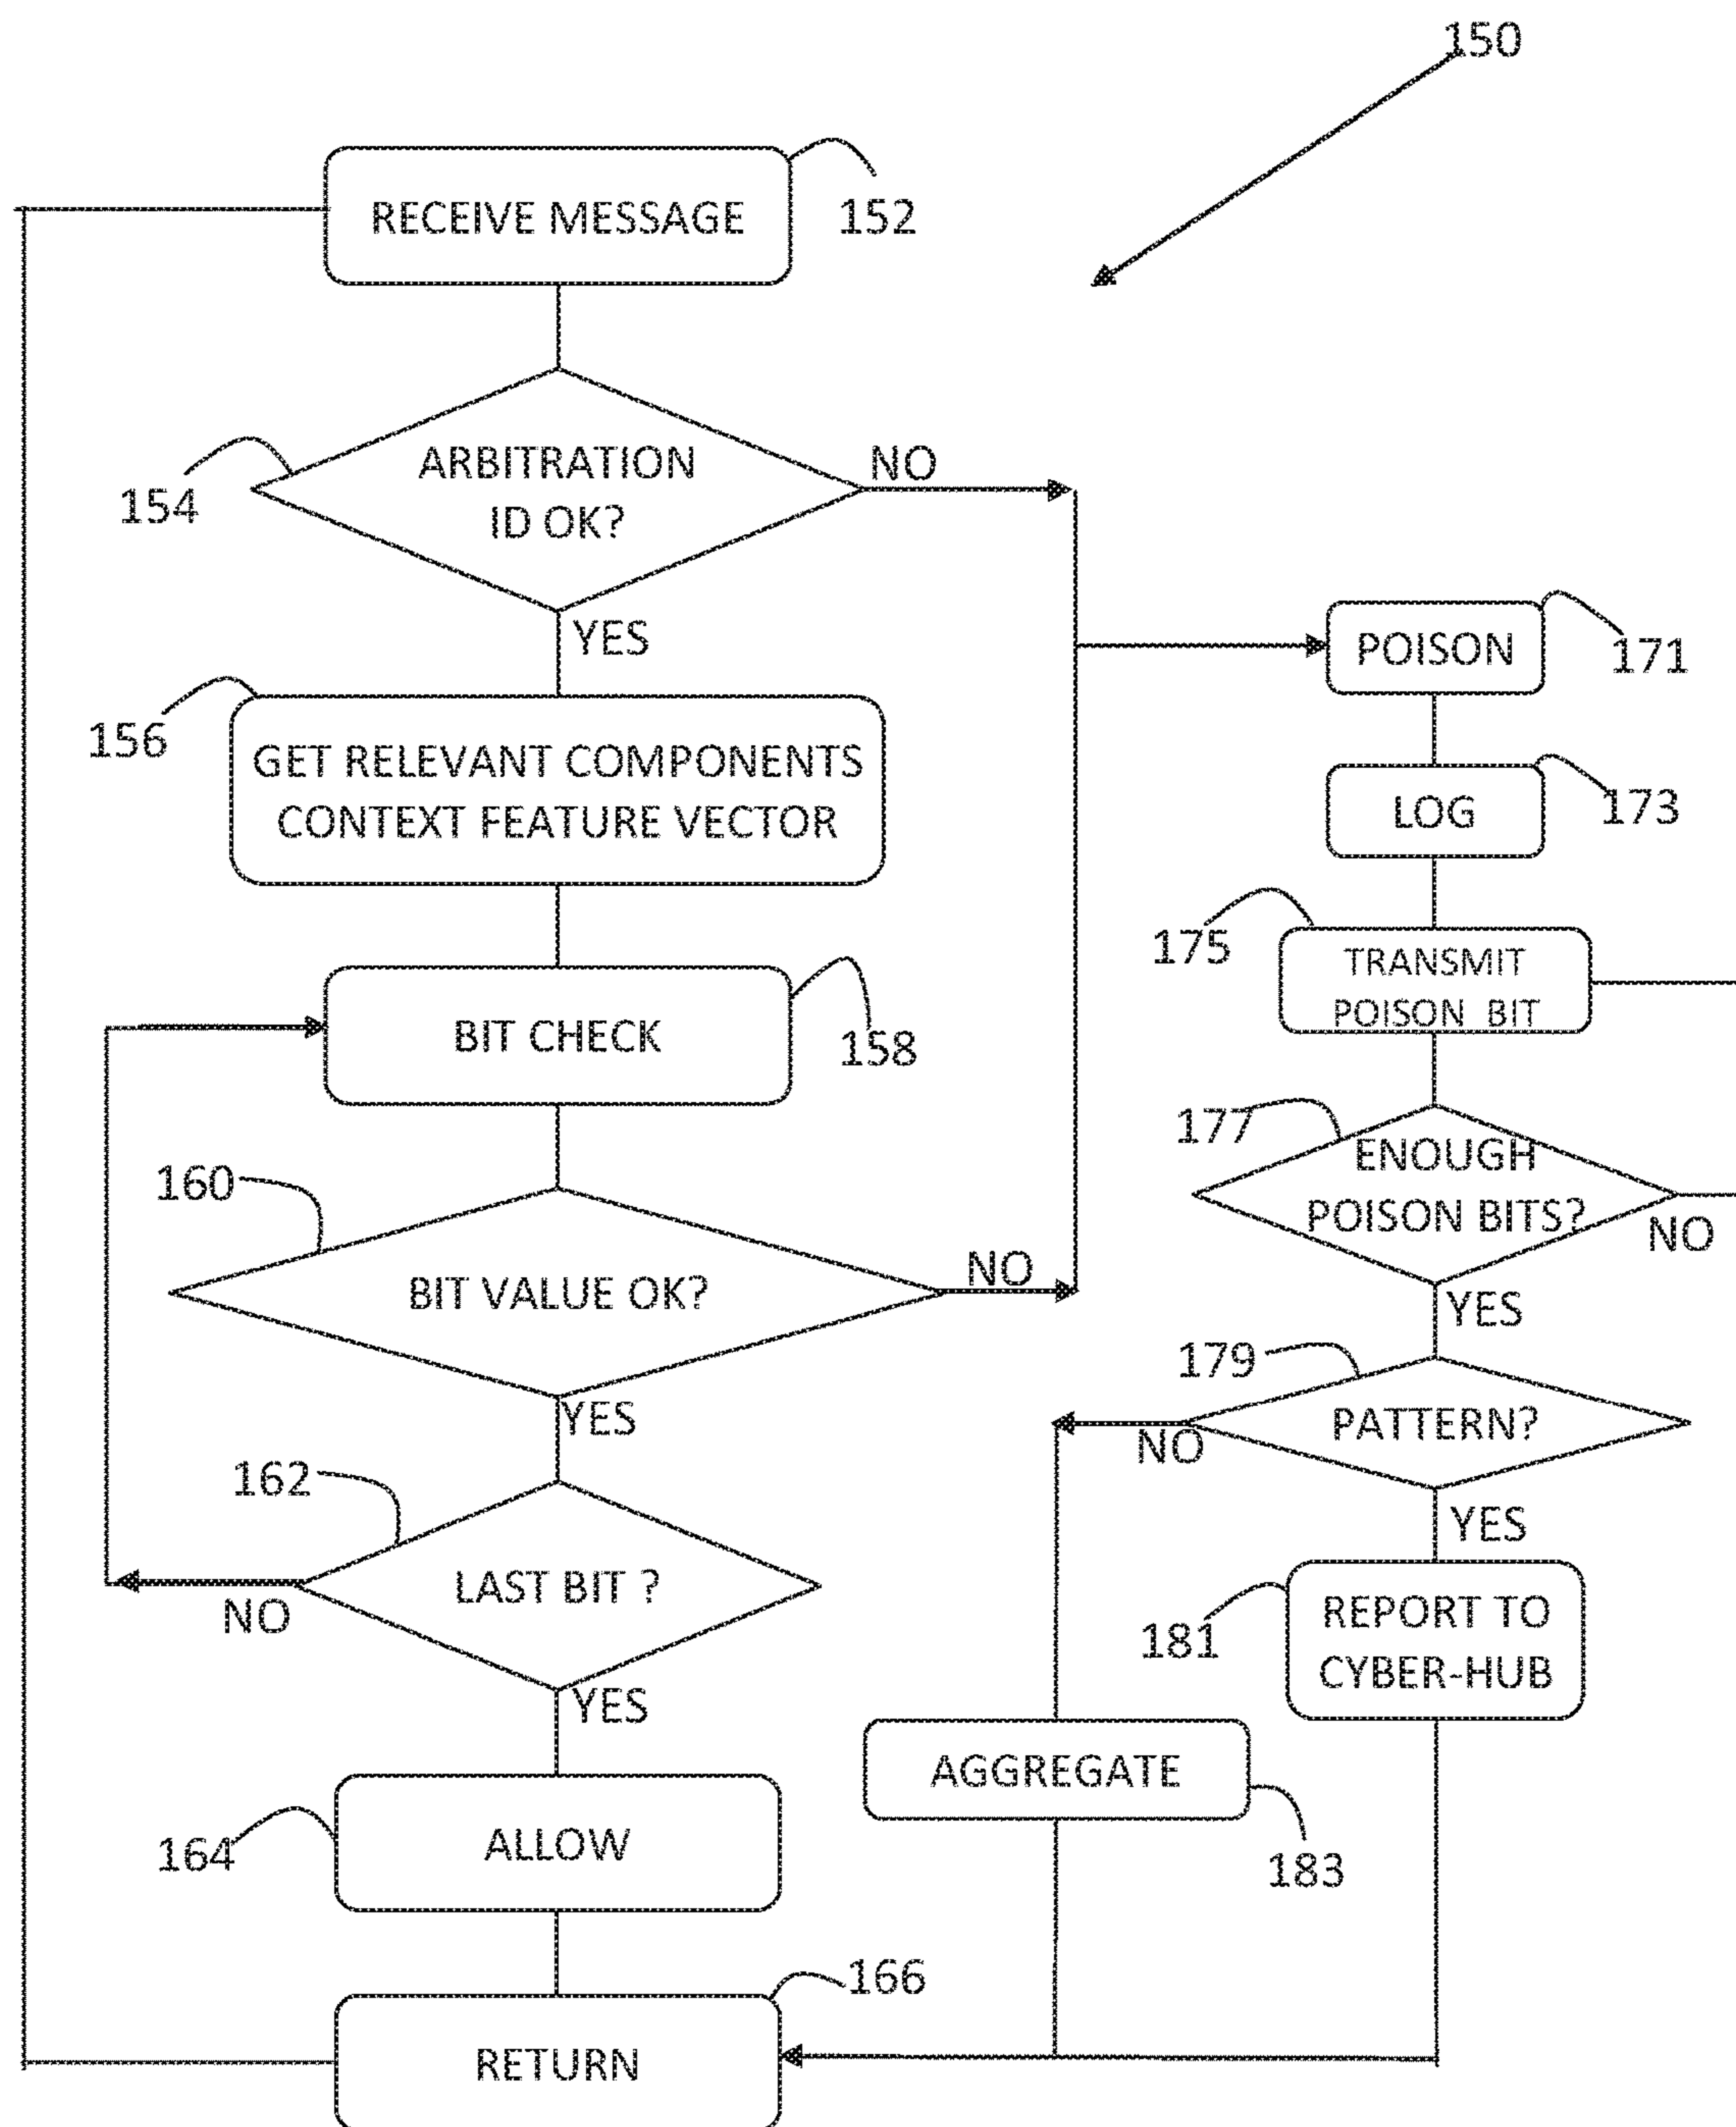 150
RECEIVE MESSAGE
152
ARBITRATION
ID OK?
154
NO
YES
156
GET RELEVANT COMPONENTS
CONTEXT FEATURE VECTOR
BIT CHECK
158
160
BIT VALUE OK?
NO
YES
162
LAST BIT ?
NO
YES
ALLOW
164
166
RETURN
POISON
171
LOG
173
175
TRANSMIT
POISON BIT
177
ENOUGH
POISON BITS?
NO
YES
179
PATTERN?
NO
YES
REPORT TO
CYBER-HUB
181
AGGREGATE
183